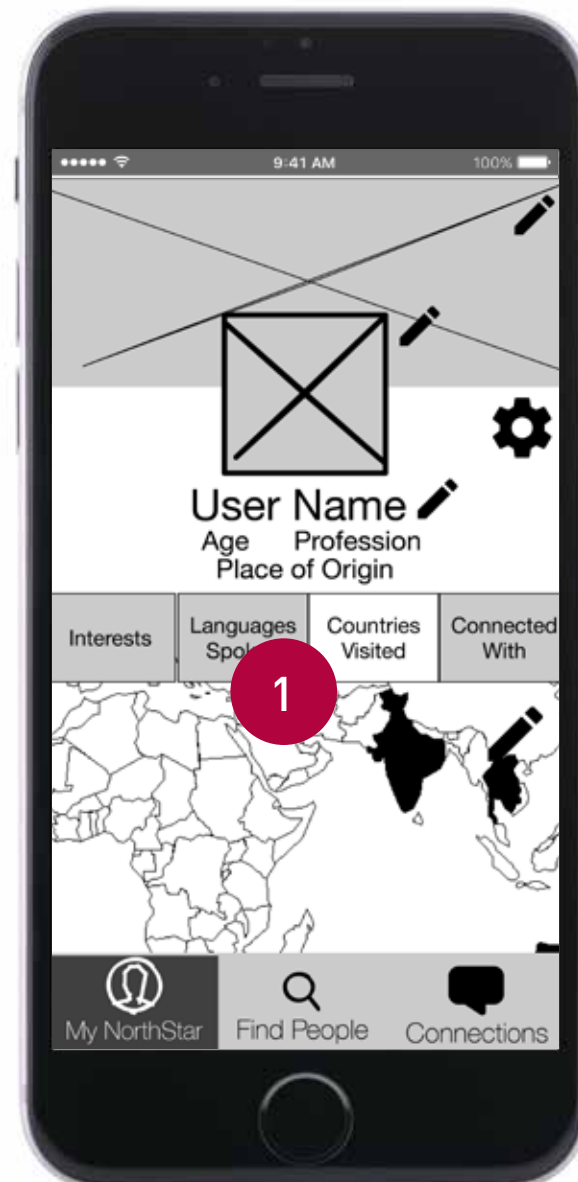 9:41 AM 100%
User Name
Age Profession
Place of Origin
Interests
Languages
Countries
Visited
Connected
With
1
My NorthStar Find People Connections